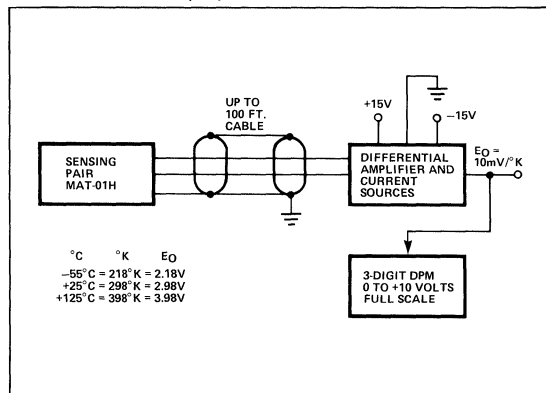 UP TO
100 FT.
CABLE
+15V
–15V
SENSING
PAIR
MAT-01H
DIFFERENTIAL
AMPLIFIER AND
CURRENT
SOURCES
EO =
10mV/°K
°C °K EO
–55°C = 218°K = 2.18V
+25°C = 298°K = 2.98V
+125°C = 398°K = 3.98V
3-DIGIT DPM
0 TO +10 VOLTS
FULL SCALE